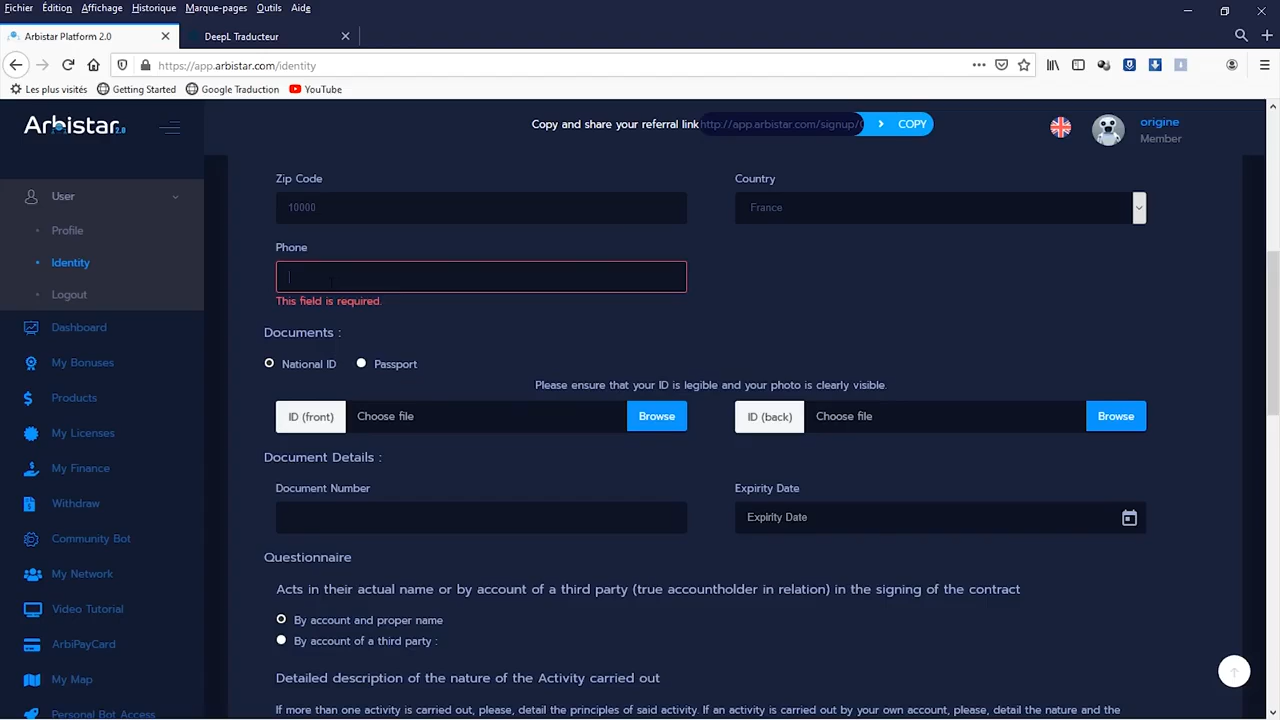 Fichier Édition Affichage Historique Marque-pages Outils Aide
Arbistar Platform 2.0
DeepL Traducteur
https://app.arbistar.com/identity
Les plus visités Getting Started Google Traduction YouTube
Arbistar 2.0
Copy and share your referral link http://app.arbistar.com/signup/ COPY
origine
Member
User
Profile
Identity
Logout
Dashboard
My Bonuses
Products
My Licenses
My Finance
Withdraw
Community Bot
My Network
Video Tutorial
ArbiPayCard
My Map
Personal Bot Access
Zip Code
10000
Country
France
Phone
This field is required.
Documents :
National ID Passport
Please ensure that your ID is legible and your photo is clearly visible.
ID (front) Choose file Browse
ID (back) Choose file Browse
Document Details :
Document Number
Expirity Date
Expirity Date
Questionnaire
Acts in their actual name or by account of a third party (true accountholder in relation) in the signing of the contract
By account and proper name
By account of a third party :
Detailed description of the nature of the Activity carried out
If more than one activity is carried out, please, detail the principles of said activity. If an activity is carried out by your own account, please, detail the nature and the